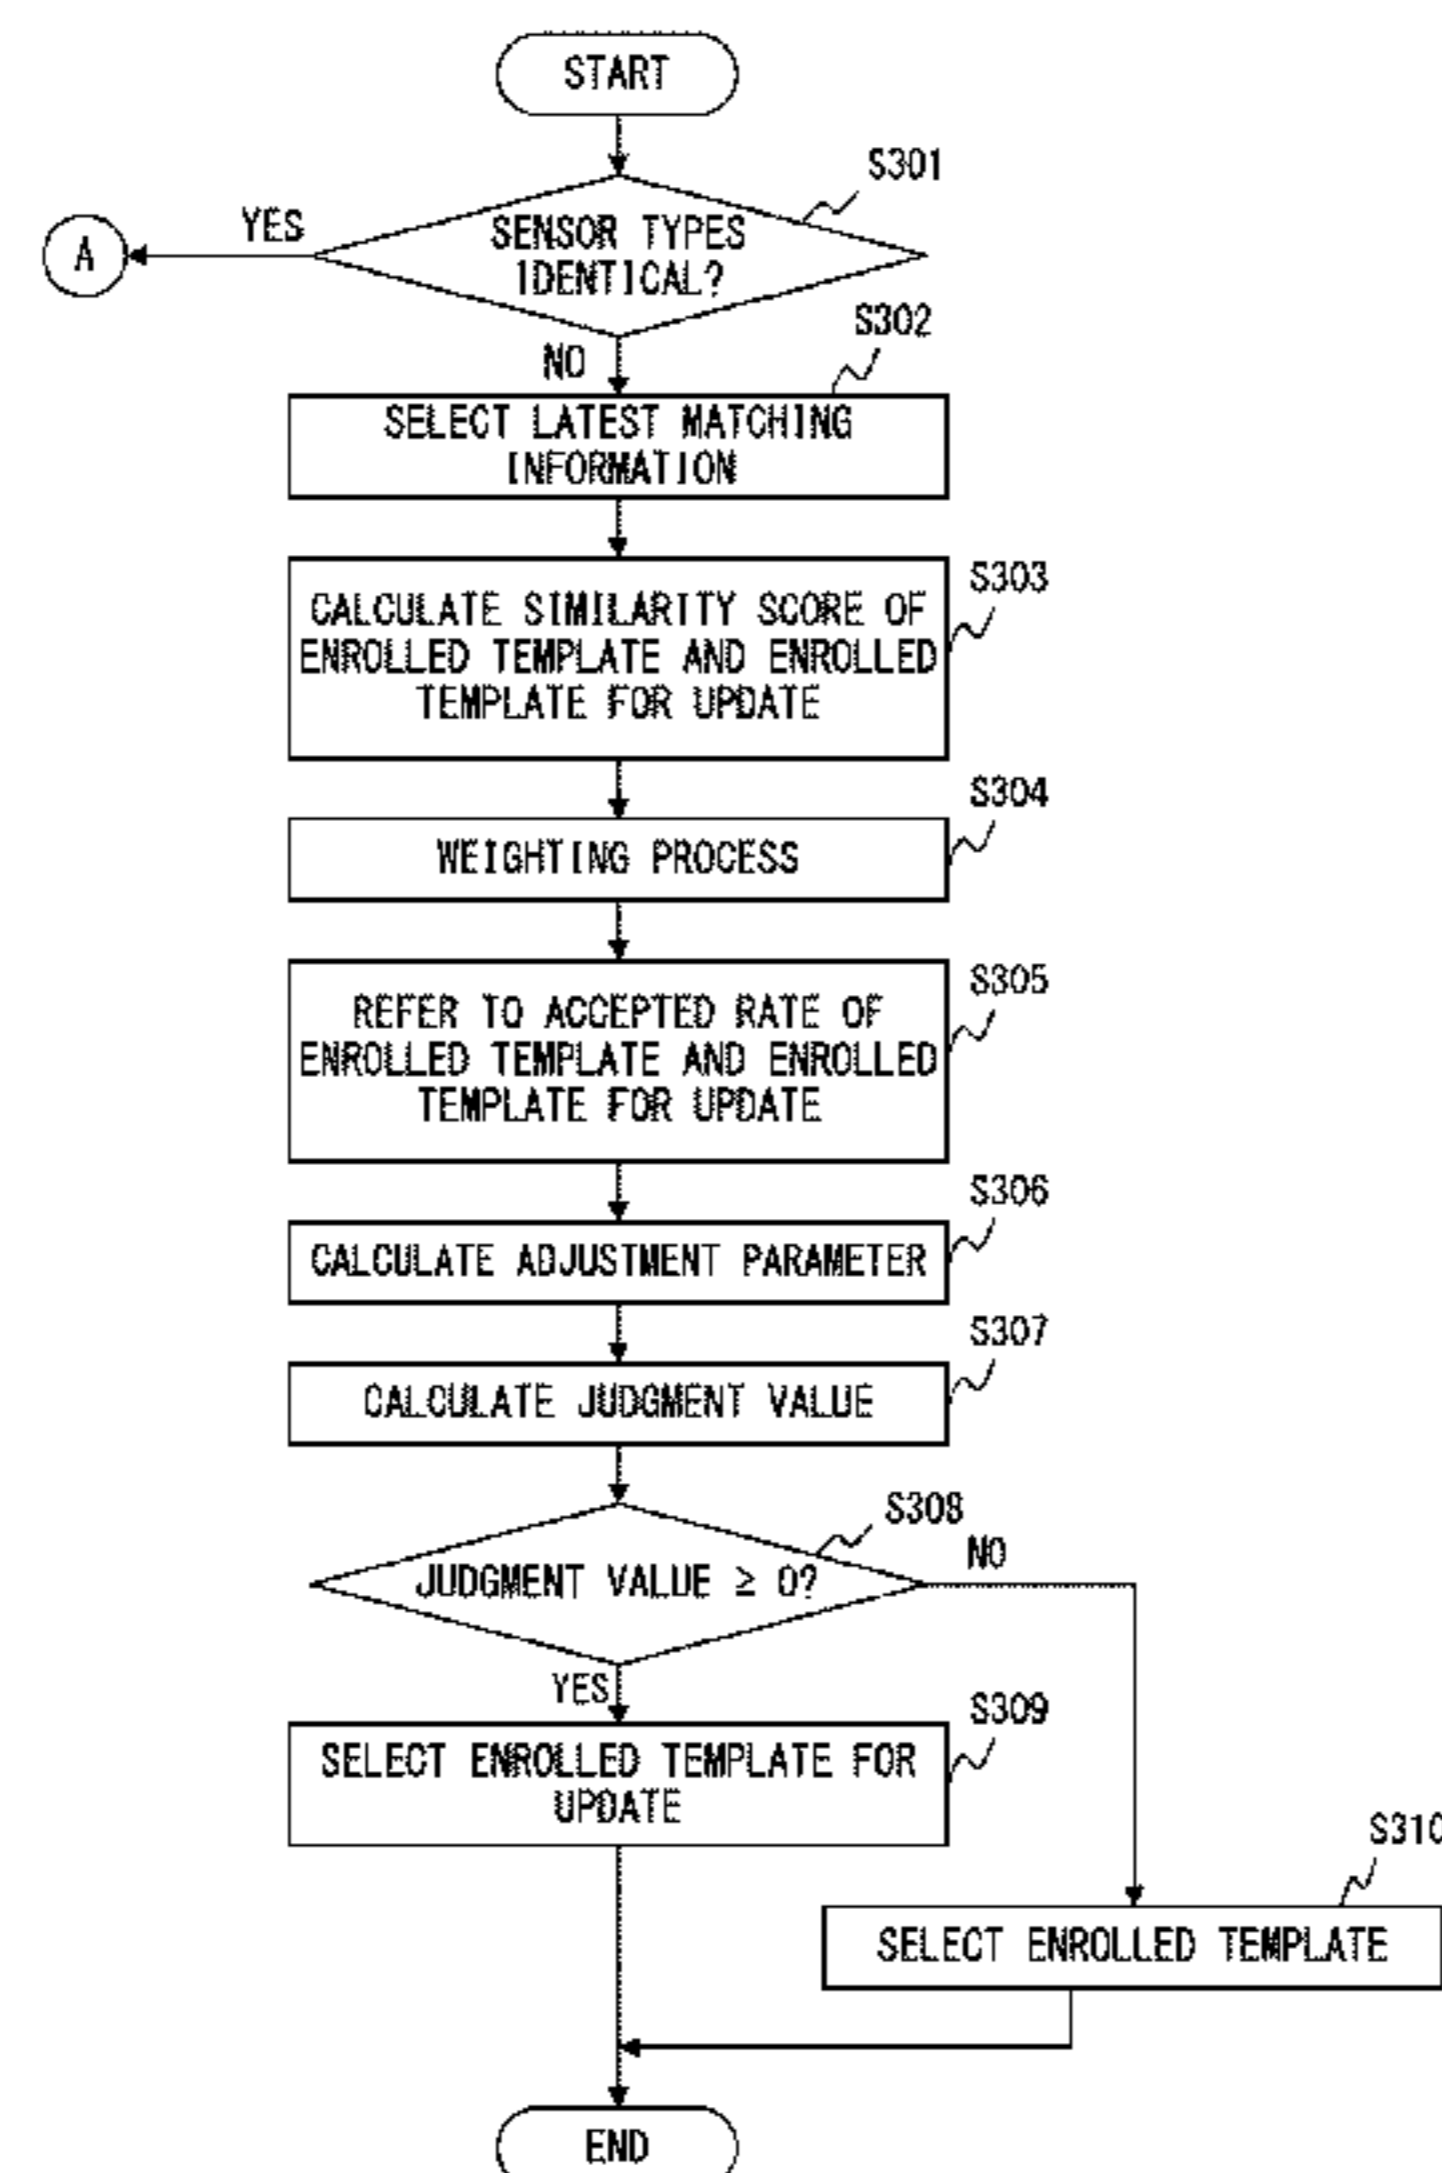 START
S301
YES
A
SENSOR TYPES
IDENTICAL?
S302
NO
SELECT LATEST MATCHING
INFORMATION
S303
CALCULATE SIMILARITY SCORE OF
ENROLLED TEMPLATE AND ENROLLED
TEMPLATE FOR UPDATE
S304
WEIGHTING PROCESS
S305
REFER TO ACCEPTED RATE OF
ENROLLED TEMPLATE AND ENROLLED
TEMPLATE FOR UPDATE
S306
CALCULATE ADJUSTMENT PARAMETER
S307
CALCULATE JUDGMENT VALUE
S308
NO
JUDGMENT VALUE ≥ 0?
YES
S309
SELECT ENROLLED TEMPLATE FOR
UPDATE
S310
SELECT ENROLLED TEMPLATE
END